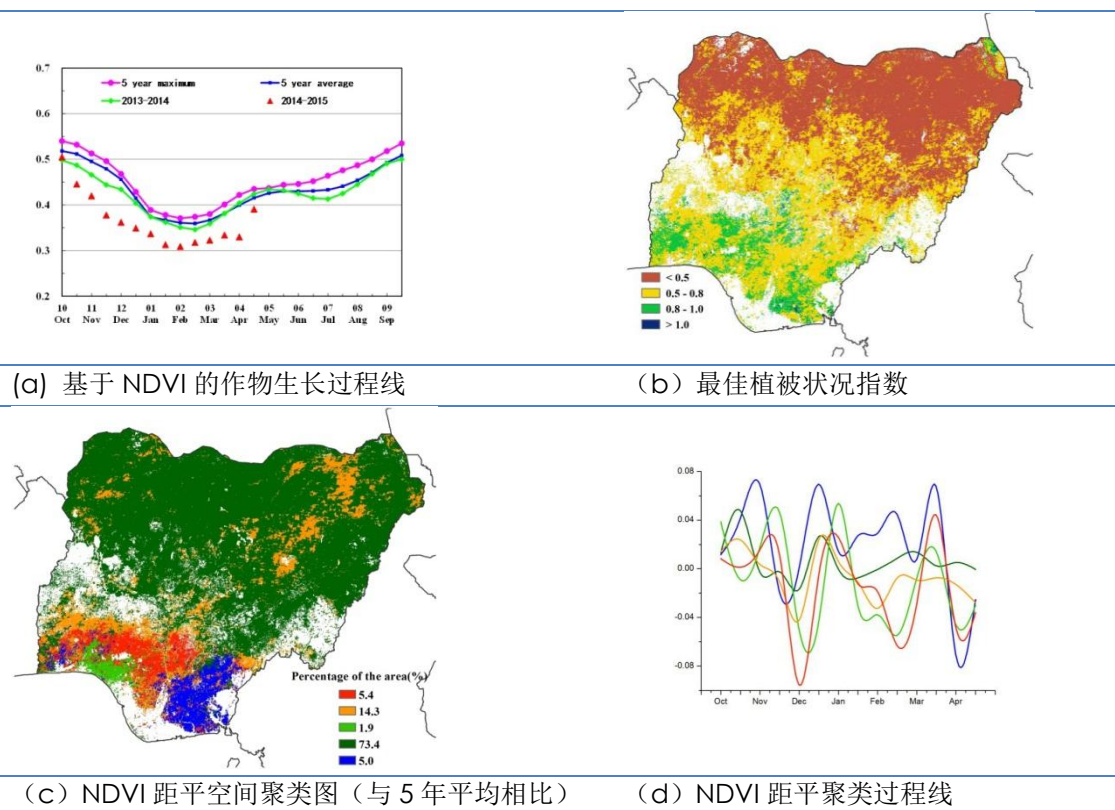 0.7
0.6
0.5
0.4
0.3
0.2
5 year maximum
5 year average
2013-2014
2014-2015
10 11 12 01 02 03 04 05 06 07 08 09
Oct Nov Dec Jan Feb Mar Apr May Jun Jul Aug Sep
< 0.5
0.5 - 0.8
0.8 - 1.0
> 1.0
(a) 基于 NDVI 的作物生长过程线
（b）最佳植被状况指数
Percentage of the area(%)
5.4
14.3
1.9
73.4
5.0
0.08
0.04
0.00
-0.04
-0.08
Oct Nov Dec Jan Feb Mar Apr
（c）NDVI 距平空间聚类图（与 5 年平均相比）
（d）NDVI 距平聚类过程线